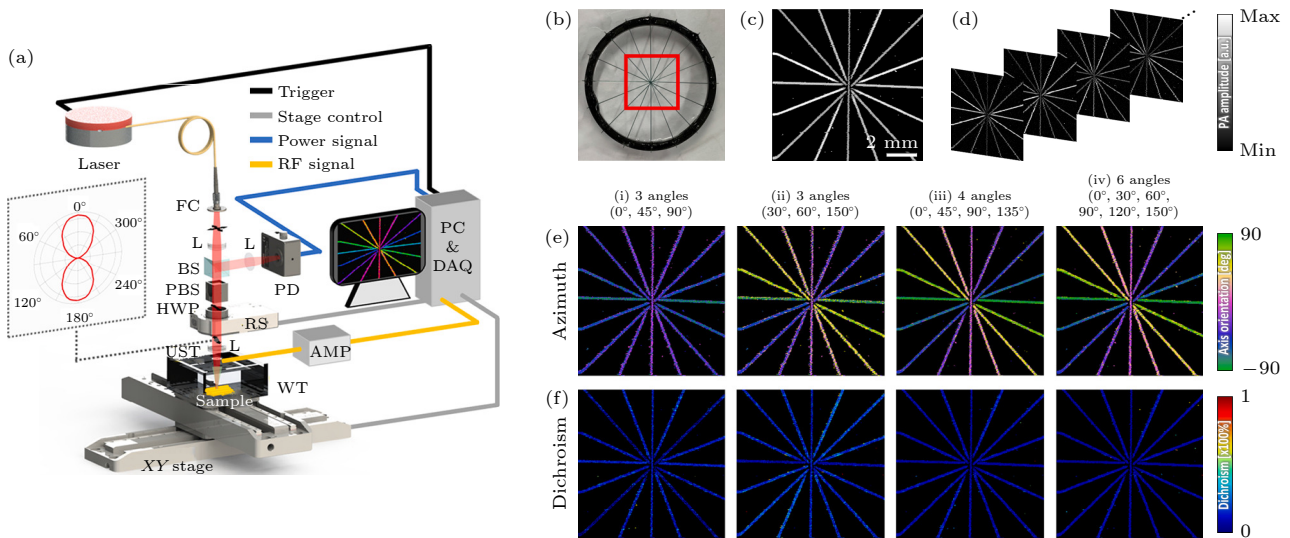 (a)
Trigger
Stage control
Power signal
RF signal
Laser
FC
L
L
BS
PBS
HWP
PD
RS
PC
&
DAQ
0°
60°
300°
120°
240°
180°
UST
L
AMP
WT
Sample
XY stage
(b)
(c)
2 mm
(d)
Max
PA amplitude [a.u.]
Min
(i) 3 angles
(0°, 45°, 90°)
(ii) 3 angles
(30°, 60°, 150°)
(iii) 4 angles
(0°, 45°, 90°, 135°)
(iv) 6 angles
(0°, 30°, 60°,
90°, 120°, 150°)
(e)
Azimuth
90
Axis orientation [deg]
−90
(f)
Dichroism
1
Dichroism [x100%]
0